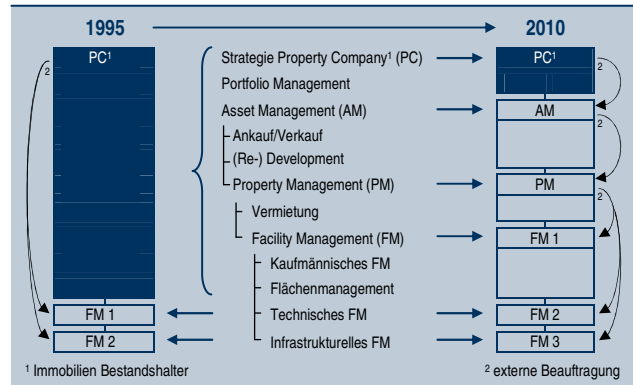 1995
2010
PC¹
2
FM 1
FM 2
Strategie Property Company¹ (PC)
Portfolio Management
Asset Management (AM)
Ankauf/Verkauf
(Re-) Development
Property Management (PM)
Vermietung
Facility Management (FM)
Kaufmännisches FM
Flächenmanagement
Technisches FM
Infrastrukturelles FM
PC¹
2
AM
2
PM
2
FM 1
FM 2
FM 3
¹ Immobilien Bestandshalter
² externe Beauftragung